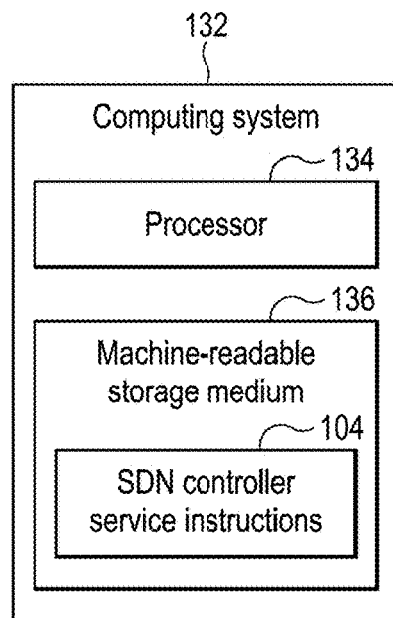 132
Computing system
134
Processor
136
Machine-readable
storage medium
104
SDN controller
service instructions